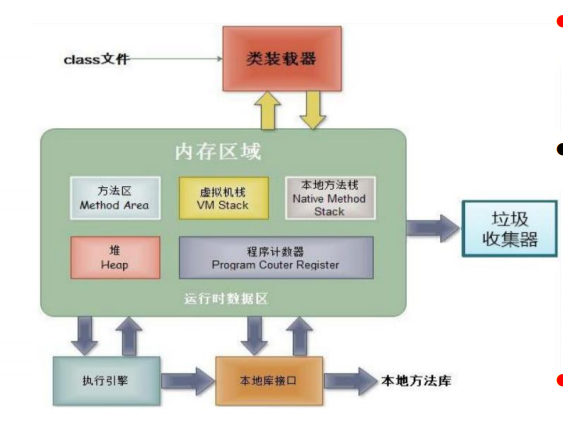 class文件
类装载器
内存区域
方法区
Method Area
虚拟机栈
VM Stack
本地方法栈
Native Method
Stack
堆
Heap
程序计数器
Program Couter Register
运行时数据区
垃圾
收集器
执行引擎
本地库接口
本地方法库